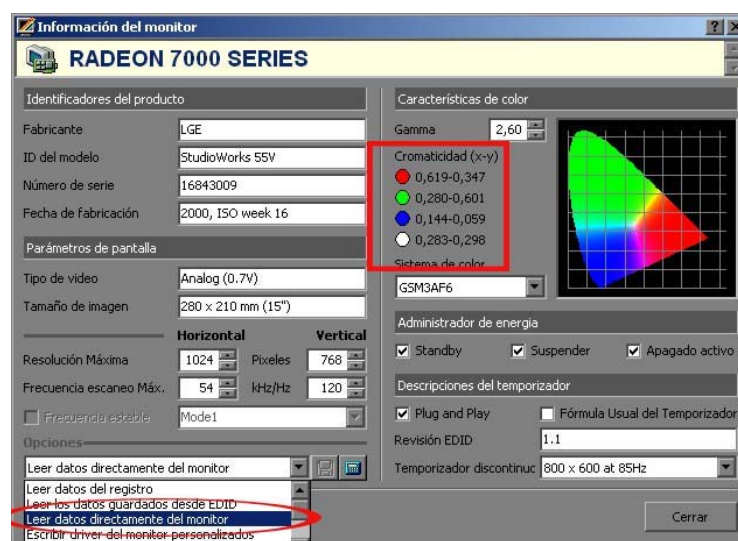 Información del monitor
RADEON 7000 SERIES
Identificadores del producto
Fabricante LGE
ID del modelo StudioWorks 55V
Número de serie 16843009
Fecha de fabricación 2000, ISO week 16
Parámetros de pantalla
Tipo de video Analog (0.7V)
Tamaño de imagen 280 x 210 mm (15")
Horizontal Vertical
Resolución Máxima 1024 Pixeles 768
Frecuencia escaneo Máx. 54 kHz/Hz 120
Frecuencia estable Mode1
Opciones
Leer datos directamente del monitor
Leer datos del registro
Leer los datos guardados desde EDID
Leer datos directamente del monitor
Escribir driver del monitor personalizados
Características de color
Gamma 2,60
Cromaticidad (x-y)
0,619-0,347
0,280-0,601
0,144-0,059
0,283-0,298
Sistema de color
GSM3AF6
Administrador de energia
Standby Suspender Apagado activo
Descripciones del temporizador
Plug and Play Fórmula Usual del Temporizador
Revisión EDID 1.1
Temporizador discontinuc 800 x 600 at 85Hz
Cerrar